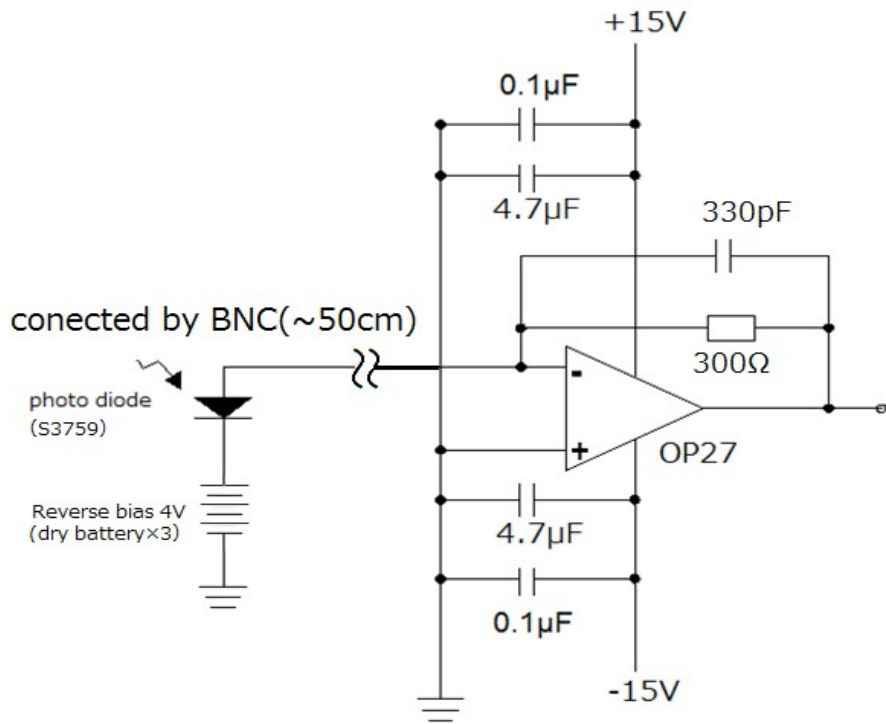 +15V
0.1μF
4.7μF
330pF
conected by BNC(~50cm)
300Ω
photo diode
(S3759)
-
+
OP27
Reverse bias 4V
(dry battery×3)
4.7μF
0.1μF
-15V